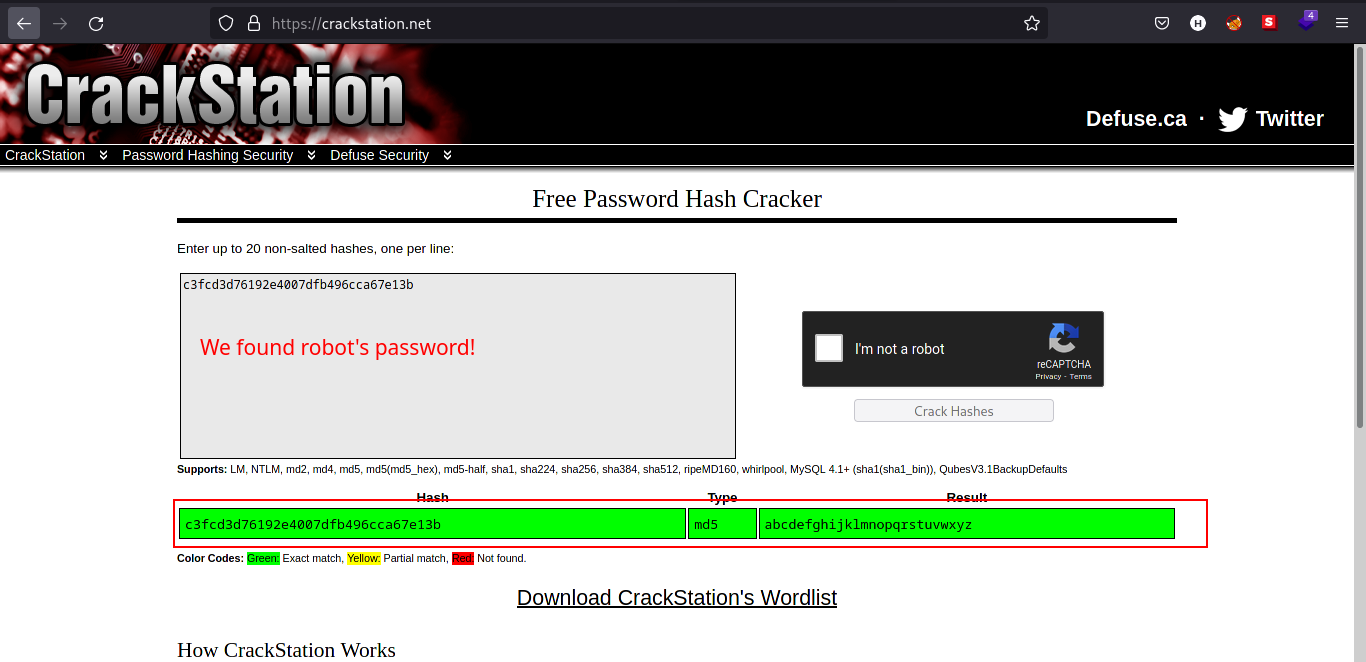 https://crackstation.net
H
S
4
CrackStation
Defuse.ca · Twitter
CrackStation Password Hashing Security Defuse Security
Free Password Hash Cracker
Enter up to 20 non-salted hashes, one per line:
c3fcd3d76192e4007dfb496cca67e13b
We found robot's password!
I'm not a robot
reCAPTCHA
Privacy - Terms
Crack Hashes
Supports: LM, NTLM, md2, md4, md5, md5(md5_hex), md5-half, sha1, sha224, sha256, sha384, sha512, ripeMD160, whirlpool, MySQL 4.1+ (sha1(sha1_bin)), QubesV3.1BackupDefaults
Hash Type Result
c3fcd3d76192e4007dfb496cca67e13b md5 abcdefghijklmnopqrstuvwxyz
Color Codes: Green: Exact match, Yellow: Partial match, Red: Not found.
Download CrackStation's Wordlist
How CrackStation Works